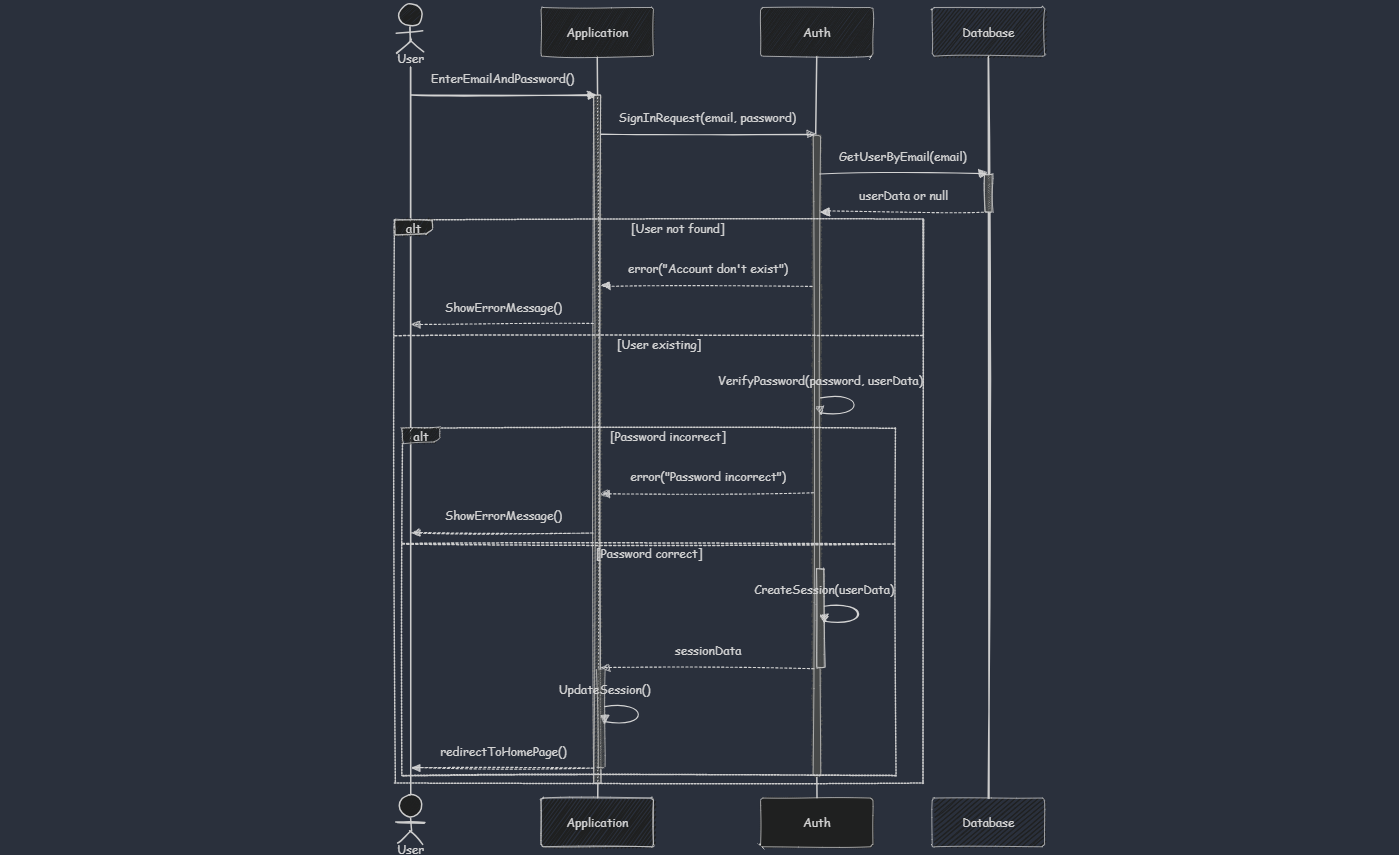 User
Application
Auth
Database
EnterEmailAndPassword()
SignInRequest(email, password)
GetUserByEmail(email)
userData or null
alt
[User not found]
error("Account don't exist")
ShowErrorMessage()
[User existing]
VerifyPassword(password, userData)
alt
[Password incorrect]
error("Password incorrect")
ShowErrorMessage()
[Password correct]
CreateSession(userData)
sessionData
UpdateSession()
redirectToHomePage()
User
Application
Auth
Database